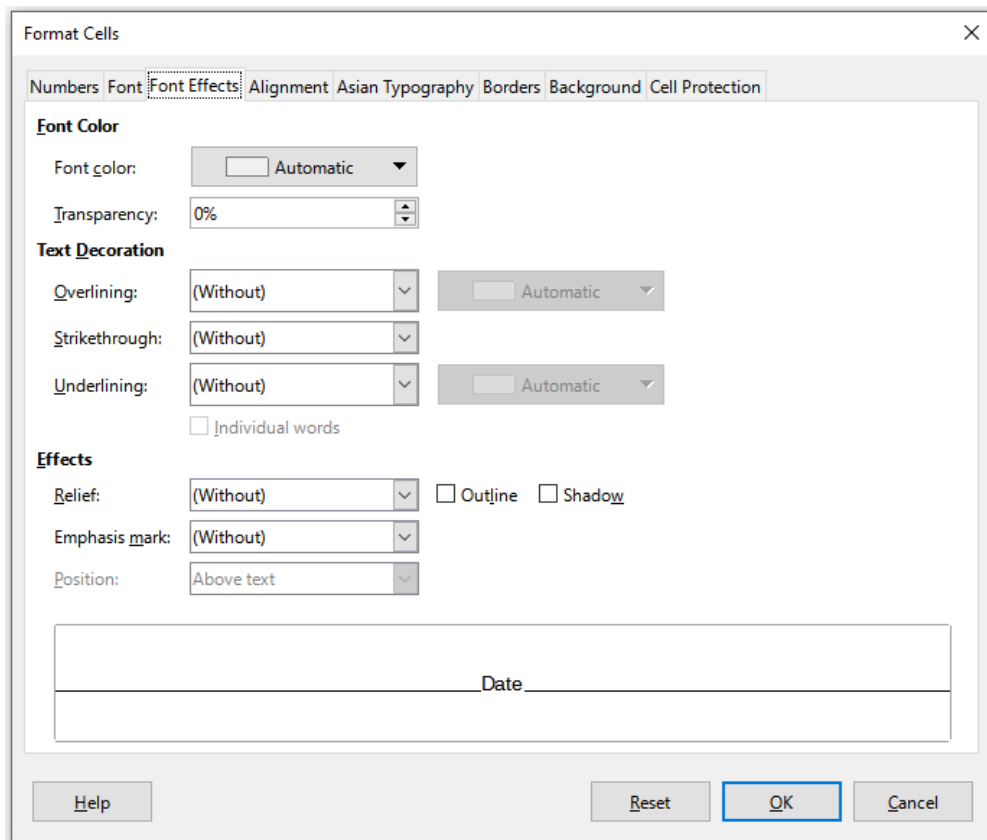 Format Cells
Numbers Font Font Effects Alignment Asian Typography Borders Background Cell Protection
Font Color
Font color: Automatic
Transparency: 0%
Text Decoration
Overlining: (Without) Automatic
Strikethrough: (Without)
Underlining: (Without) Automatic
Individual words
Effects
Relief: (Without) Outline Shadow
Emphasis mark: (Without)
Position: Above text
Date
Help Reset OK Cancel